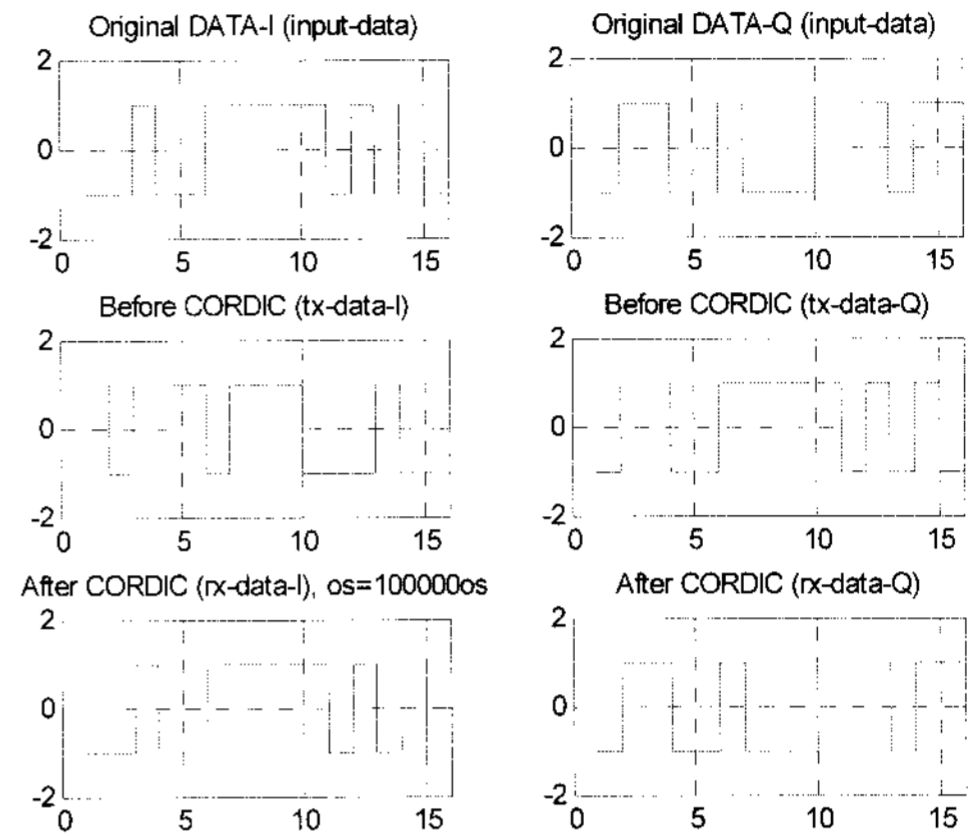 Original DATA-I (input-data)
2
0
-2
0 5 10 15
Original DATA-Q (input-data)
2
0
-2
0 5 10 15
Before CORDIC (tx-data-I)
2
0
-2
0 5 10 15
Before CORDIC (tx-data-Q)
2
0
-2
0 5 10 15
After CORDIC (rx-data-I), os=100000os
2
0
-2
0 5 10 15
After CORDIC (rx-data-Q)
2
0
-2
0 5 10 15